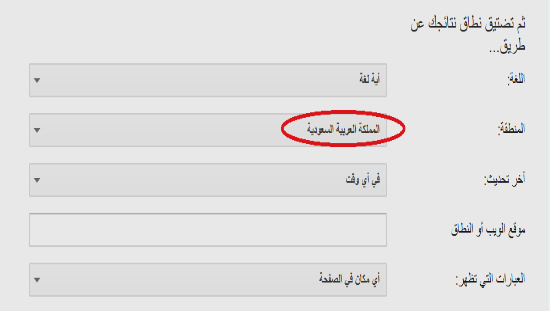 ثم تضتيق نطاق نتائجك عن
طريق...
اللغة:
أية لغة
المنطقة:
المملكة العربية السعودية
آخر تحديث:
في أي وقت
موقع الويب أو النطاق
العبارات التي تظهر:
أي مكان في الصفحة